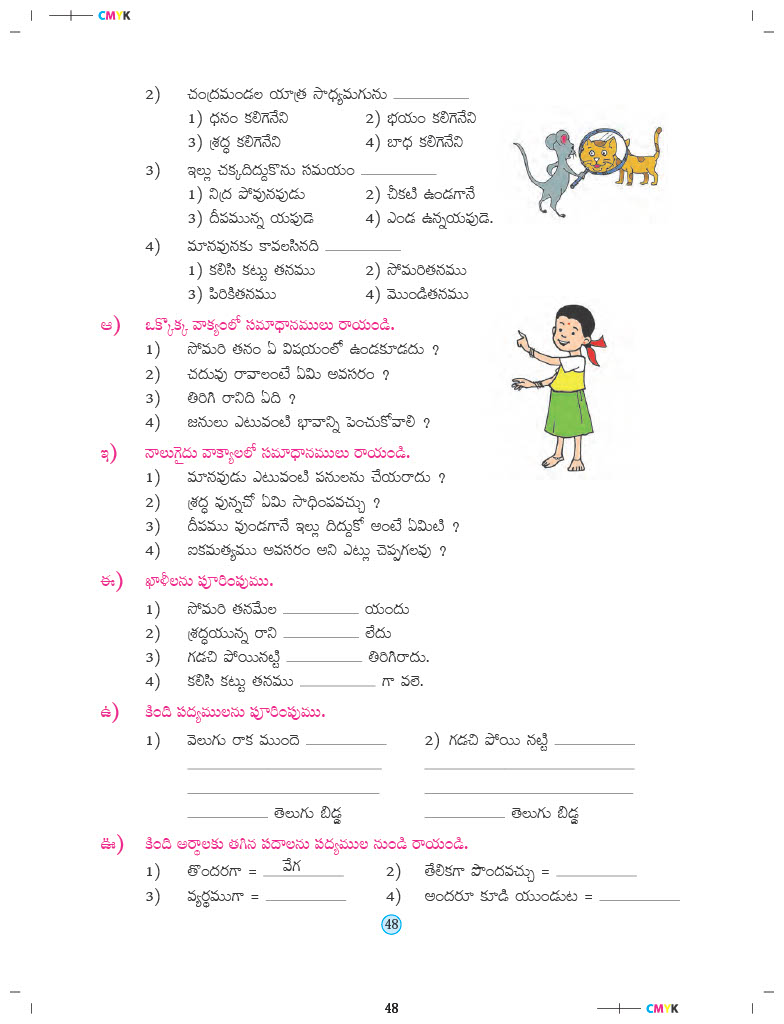 CMYK
2) చంద్రమండల యాత్ర సాధ్యమగును ________
1) ధనం కలిగెనేని 2) భయం కలిగెనేని
3) శ్రద్ధ కలిగెనేని 4) బాధ కలిగెనేని
3) ఇల్లు చక్కదిద్దుకొను సమయం ________
1) నిద్ర పోవునపుడు 2) చీకటి ఉండగానే
3) దీపమున్న యపుడె 4) ఎండ ఉన్నయపుడె.
4) మానవునకు కావలసినది ________
1) కలిసి కట్టు తనము 2) సోమరితనము
3) పిరికితనము 4) మొండితనము
ఆ) ఒక్కొక్క వాక్యంలో సమాధానములు రాయండి.
1) సోమరి తనం ఏ విషయంలో ఉండకూడదు ?
2) చదువు రావాలంటే ఏమి అవసరం ?
3) తిరిగి రానిది ఏది ?
4) జనులు ఎటువంటి భావాన్ని పెంచుకోవాలి ?
ఇ) నాలుగైదు వాక్యాలలో సమాధానములు రాయండి.
1) మానవుడు ఎటువంటి పనులను చేయరాదు ?
2) శ్రద్ధ వున్నచో ఏమి సాధింపవచ్చు ?
3) దీపము వుండగానే ఇల్లు దిద్దుకో అంటే ఏమిటి ?
4) ఐకమత్యము అవసరం అని ఎట్లు చెప్పగలవు ?
ఈ) ఖాళీలను పూరింపుము.
1) సోమరి తనమేల ________ యందు
2) శ్రద్ధయున్న రాని ________ లేదు
3) గడచి పోయినట్టి ________ తిరిగిరాదు.
4) కలిసి కట్టు తనము ________ గా వలె.
ఉ) కింది పద్యములను పూరింపుము.
1) వెలుగు రాక ముందె ________ 2) గడచి పోయి నట్టి ________
________ తెలుగు బిడ్డ ________ తెలుగు బిడ్డ
ఊ) కింది ఆర్థాలకు తగిన పదాలను పద్యముల నుండి రాయండి.
1) తొందరగా = వేగ 2) తేలికగా పొందవచ్చు = ________
3) వ్యర్థముగా = ________ 4) అందరూ కూడి యుండుట = ________
48
48
CMYK